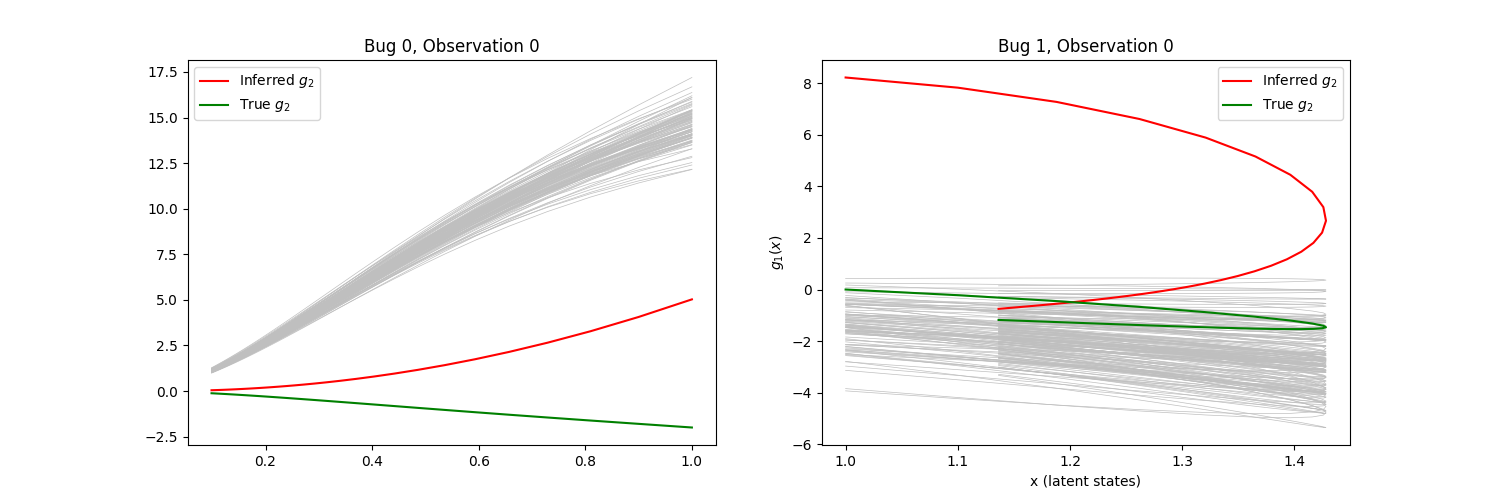 Bug 0, Observation 0
Inferred g₂
True g₂
17.5
15.0
12.5
10.0
7.5
5.0
2.5
0.0
−2.5
0.2 0.4 0.6 0.8 1.0
Bug 1, Observation 0
Inferred g₂
True g₂
8
6
4
2
0
−2
−4
−6
g₁(x)
1.0 1.1 1.2 1.3 1.4
x (latent states)